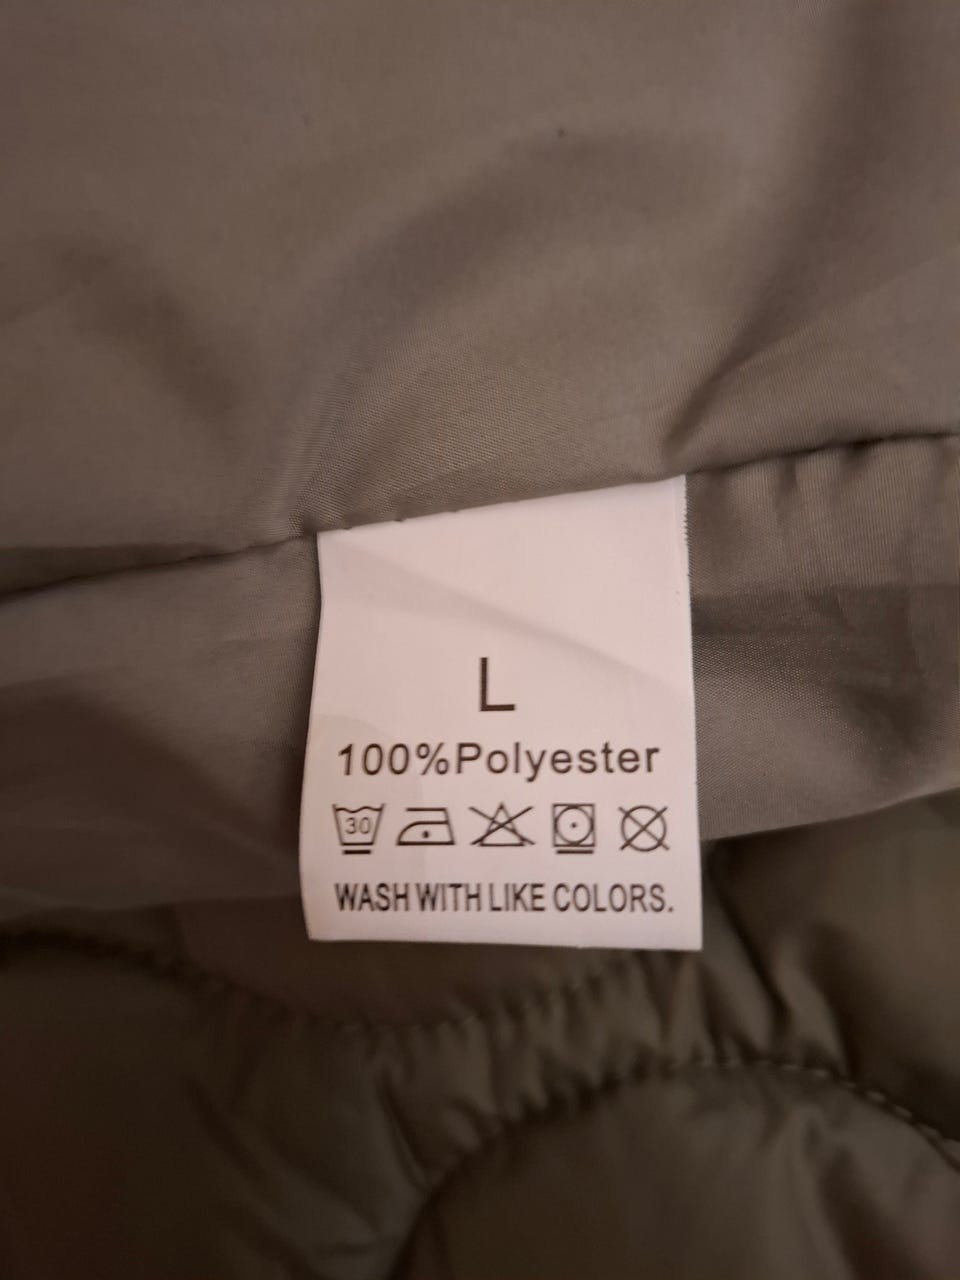 L
100%Polyester
30
WASH WITH LIKE COLORS.